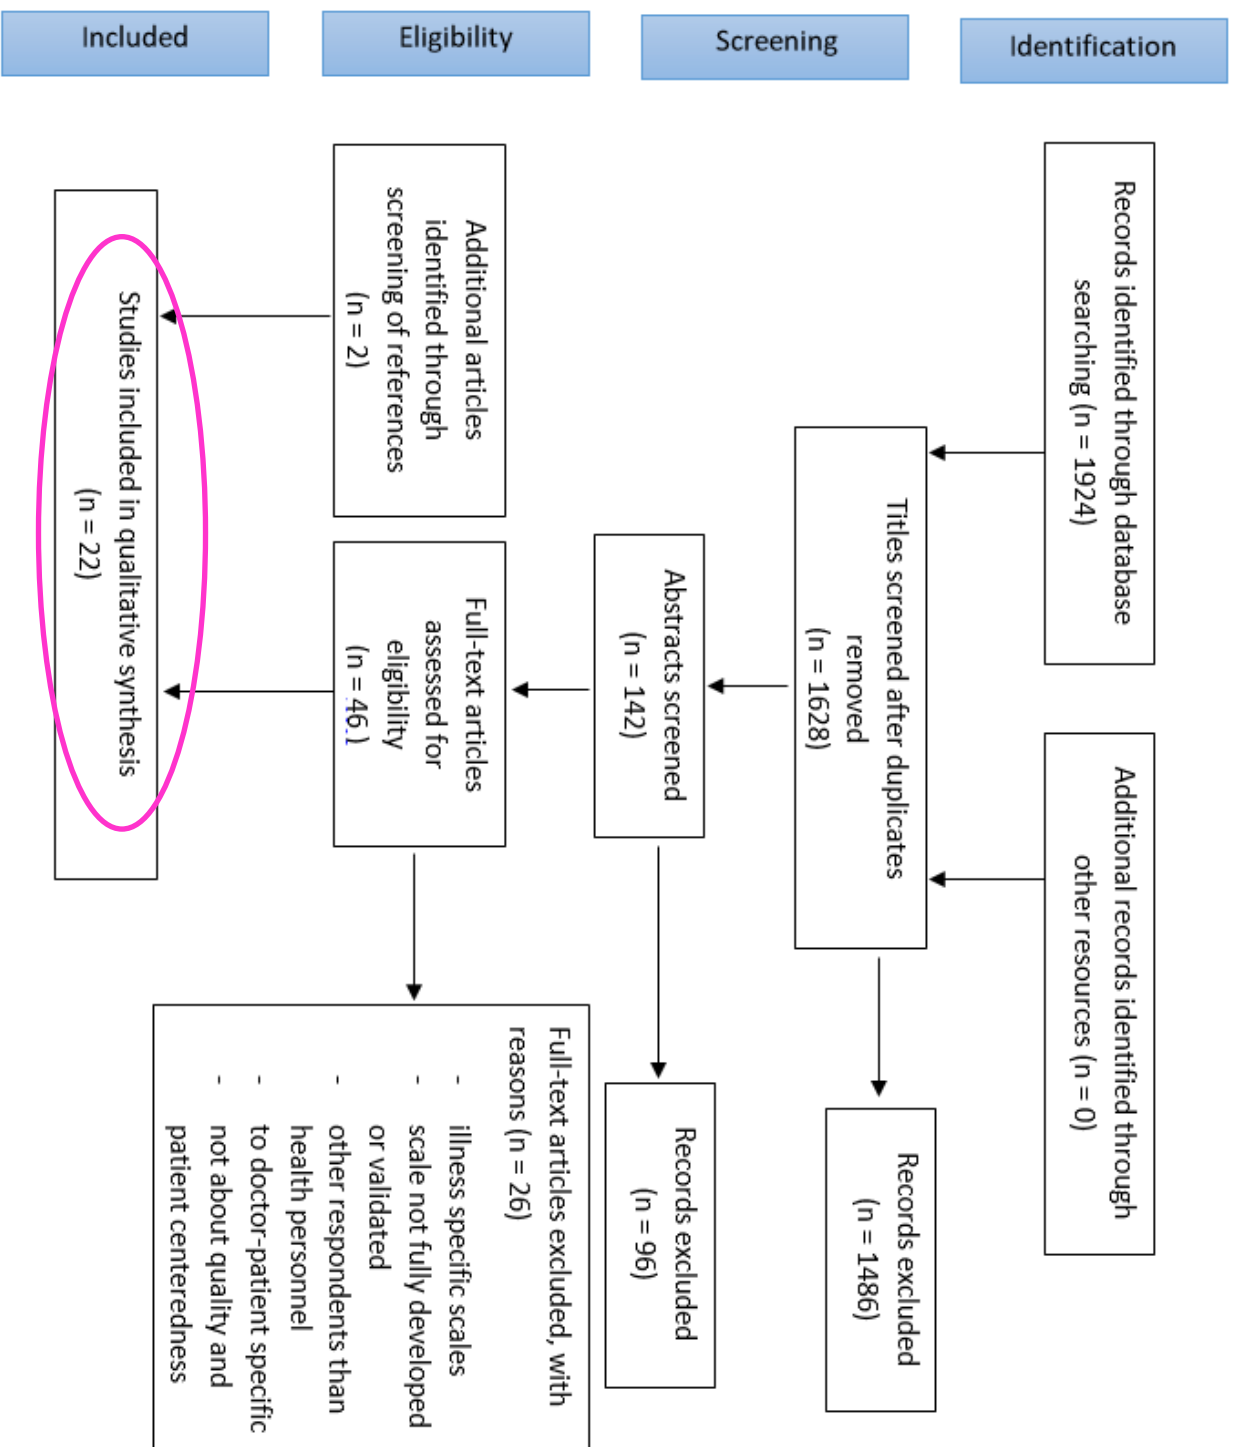 Identification
Records identified through database
searching (n = 1924)
Additional records identified through
other resources (n = 0)
Screening
Titles screened after duplicates
removed
(n = 1628)
Records excluded
(n = 1486)
Abstracts screened
(n = 142)
Records excluded
(n = 96)
Eligibility
Additional articles
identified through
screening of references
(n = 2)
Full-text articles
assessed for
eligibility
(n = 46 )
Full-text articles excluded, with
reasons (n = 26)
- illness specific scales
- scale not fully developed
or validated
- other respondents than
health personnel
- to doctor-patient specific
- not about quality and
patient centeredness
Included
Studies included in qualitative synthesis
(n = 22)